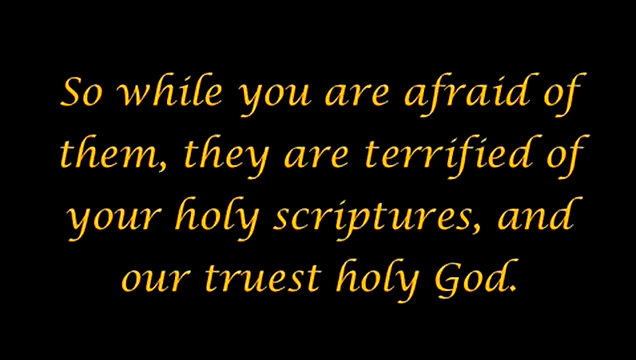 So while you are afraid of
them, they are terrified of
your holy scriptures, and
our truest holy God.